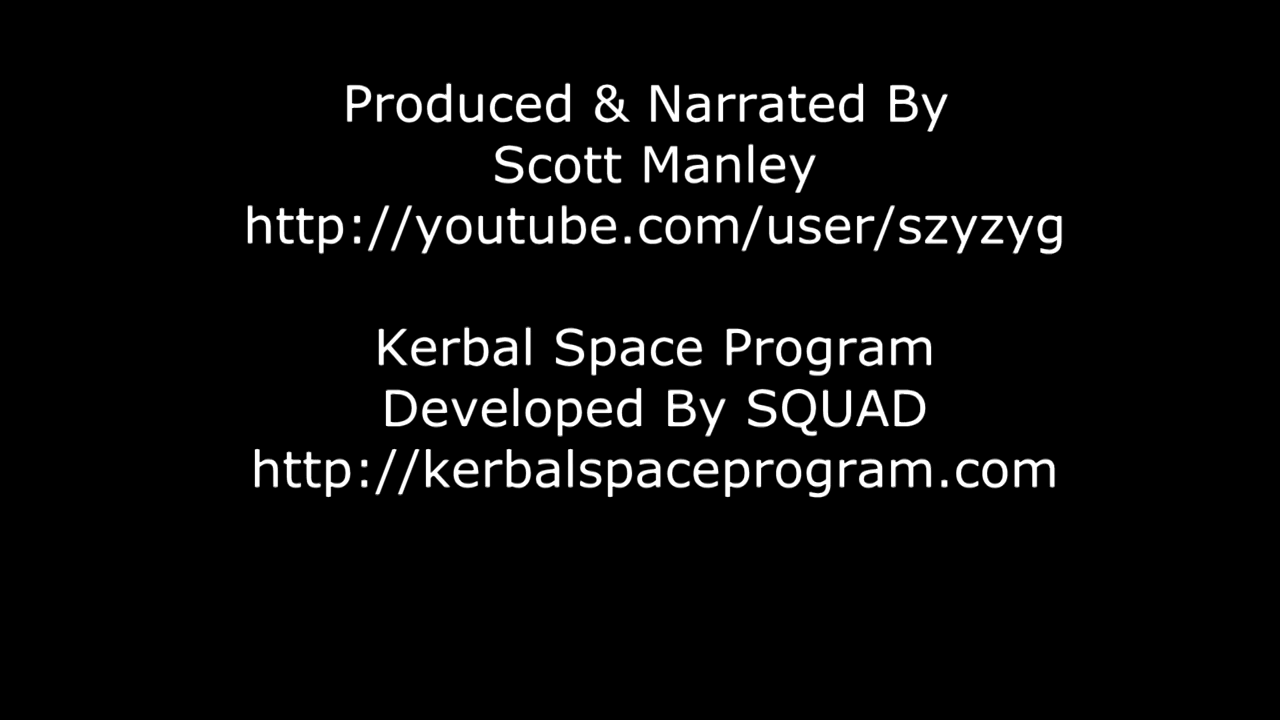 Produced & Narrated By
Scott Manley
http://youtube.com/user/szyzyg
Kerbal Space Program
Developed By SQUAD
http://kerbalspaceprogram.com